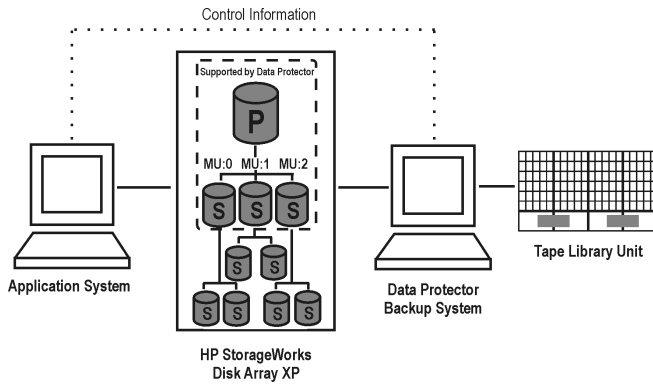 Control Information
Supported by Data Protector
P
MU:0 MU:1 MU:2
S S S
S S
S S S S
Application System
Data Protector
Backup System
Tape Library Unit
HP StorageWorks
Disk Array XP